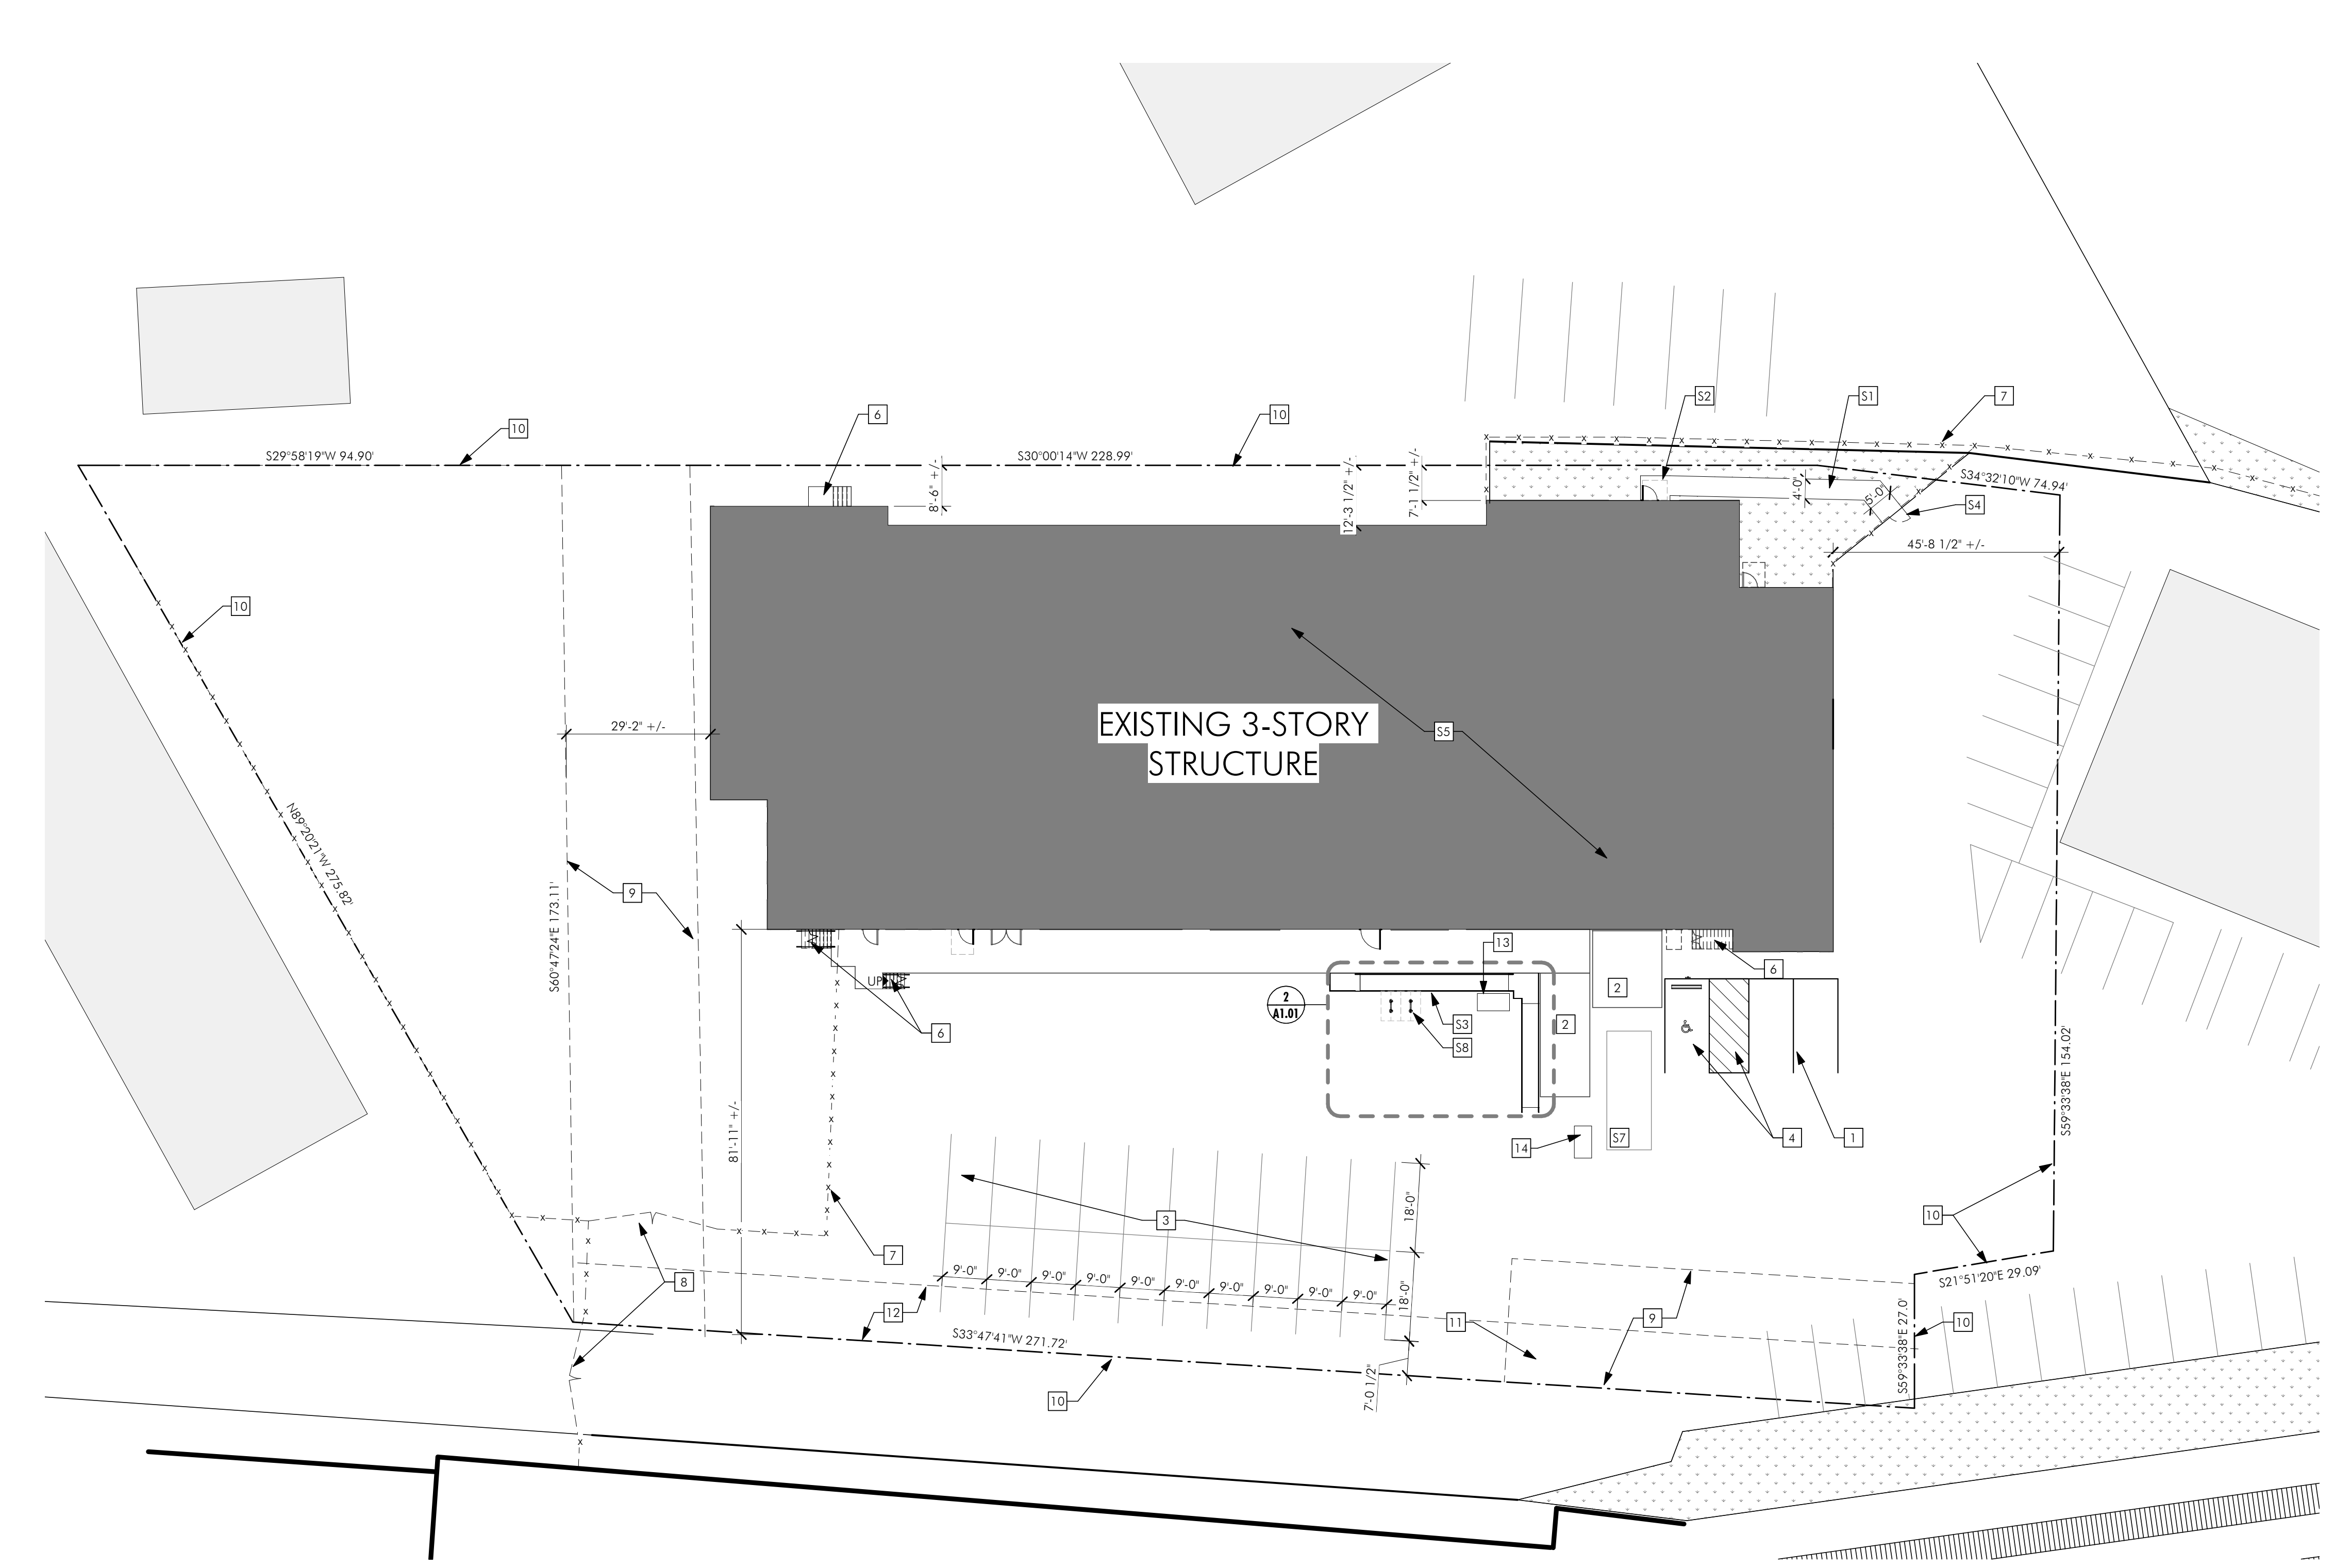 S2
S1
7
6
10
10
S29°58'19"W 94.90'
S30°00'14"W 228.99'
8'-6" +/-
12'-3 1/2" +/-
7'-1 1/2" +/-
S34°32'10"W 74.94'
4'-0"
5'-0"
S4
45'-8 1/2" +/-
10
EXISTING 3-STORY
STRUCTURE
29'-2" +/-
S5
N89°20'21"W 275.82'
9
S60°47'24"E 173.11'
13
6
UP
2
2
A1.01
S3
2
6
S8
S59°33'38"E 154.02'
81'-11" +/-
14
S7
4
1
3
18'-0"
10
7
8
9'-0"
9'-0"
9'-0"
9'-0"
9'-0"
9'-0"
9'-0"
9'-0"
9'-0"
9'-0"
18'-0"
S21°51'20"E 29.09'
12
11
9
10
S33°47'41"W 271.72'
S59°33'38"E 27.0'
7'-0 1/2"
10